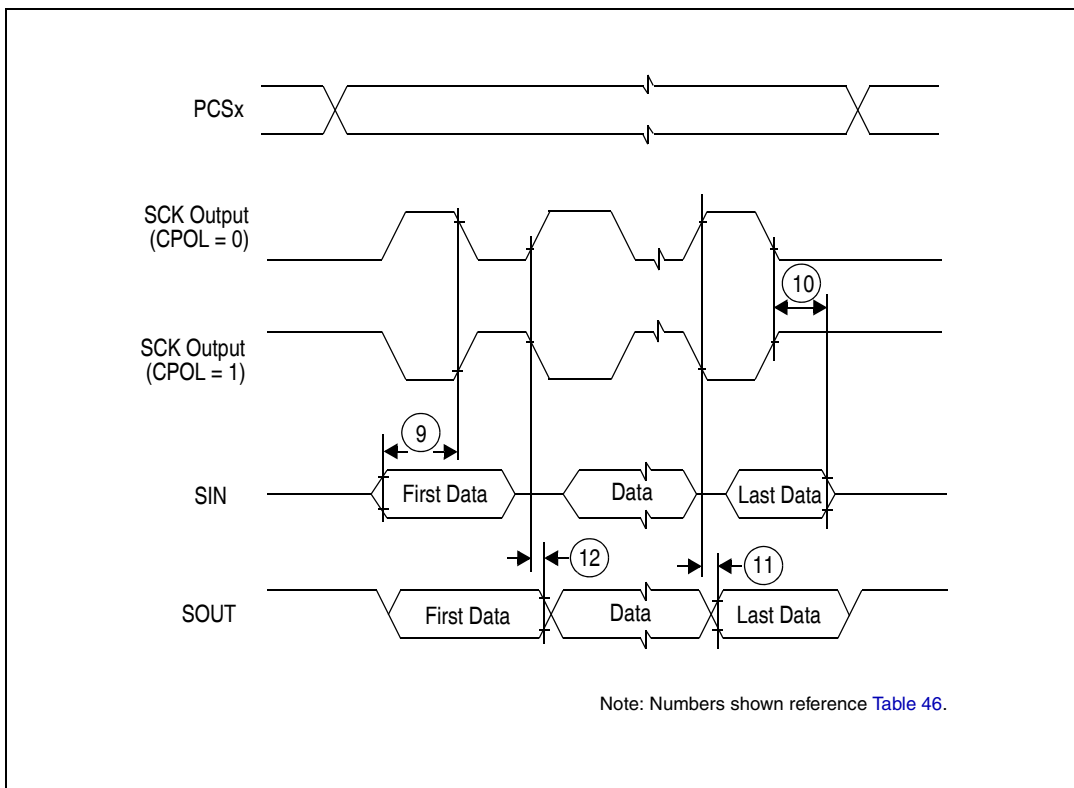 PCSx
SCK Output
(CPOL = 0)
10
SCK Output
(CPOL = 1)
9
SIN
First Data
Data
Last Data
12
11
SOUT
First Data
Data
Last Data
Note: Numbers shown reference Table 46.